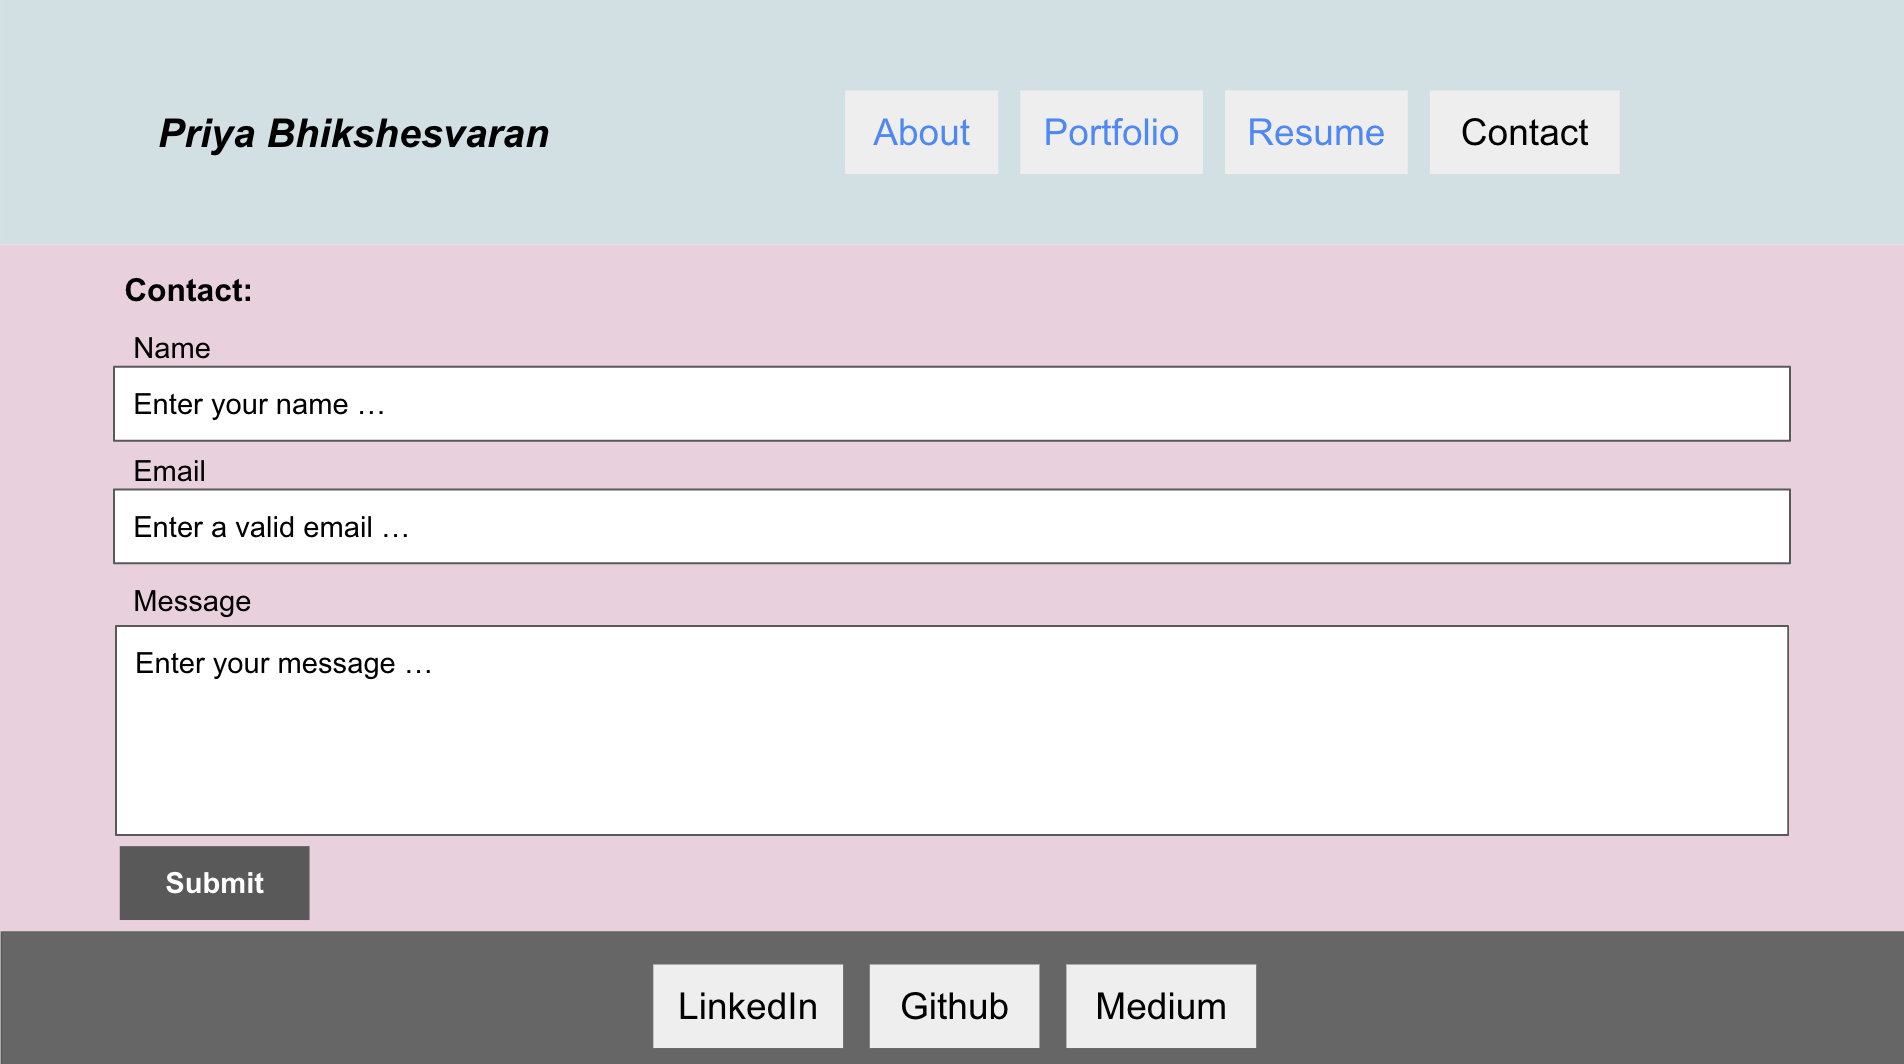 Priya Bhikshesvaran
About Portfolio Resume Contact
Contact:
Name
Enter your name …
Email
Enter a valid email …
Message
Enter your message …
Submit
LinkedIn Github Medium